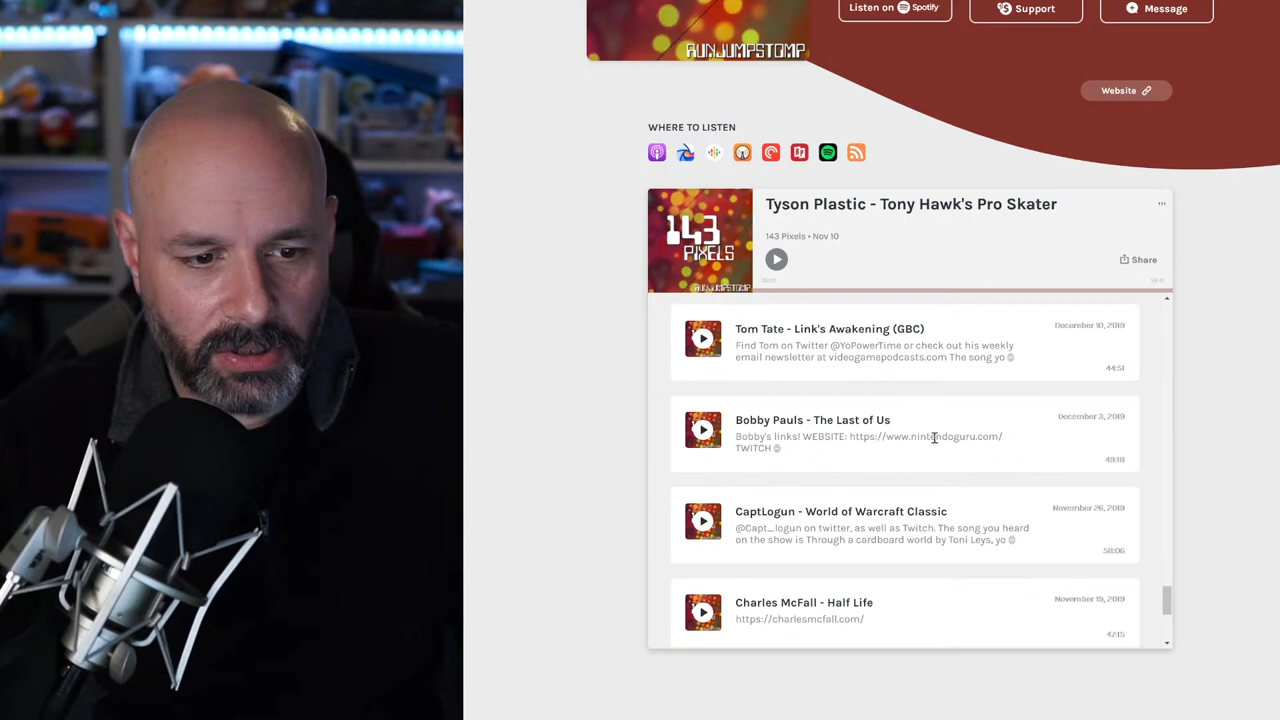 Listen on Spotify
Support
Message
RUNJUMPSTOMP
Website
WHERE TO LISTEN
143
PIXELS
RUNJUMPSTOMP
Tyson Plastic - Tony Hawk's Pro Skater
143 Pixels • Nov 10
Share
Tom Tate - Link's Awakening (GBC)
December 10, 2019
Find Tom on Twitter @YoPowerTime or check out his weekly
email newsletter at videogamepodcasts.com The song yo
44:51
Bobby Pauls - The Last of Us
December 3, 2019
Bobby's links! WEBSITE: https://www.nintendoguru.com/
TWITCH
49:18
CaptLogun - World of Warcraft Classic
November 26, 2019
@Capt_logun on twitter, as well as Twitch. The song you heard
on the show is Through a cardboard world by Toni Leys, yo
58:06
Charles McFall - Half Life
November 19, 2019
https://charlesmcfall.com/
47:15